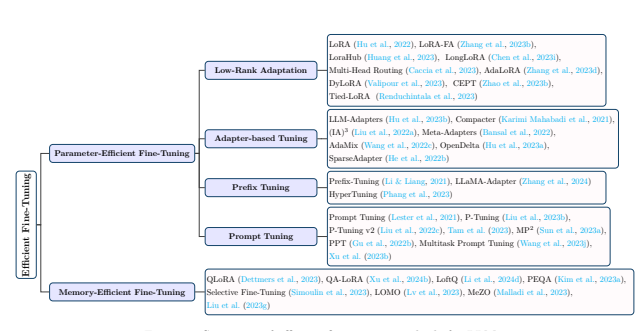 Efficient Fine-Tuning
Parameter-Efficient Fine-Tuning
Low-Rank Adaptation
LoRA (Hu et al., 2022), LoRA-FA (Zhang et al., 2023b),
LoraHub (Huang et al., 2023), LongLoRA (Chen et al., 2023i),
Multi-Head Routing (Caccia et al., 2023), AdaLoRA (Zhang et al., 2023d),
DyLoRA (Valipour et al., 2023), CEPT (Zhao et al., 2023b),
Tied-LoRA (Renduchintala et al., 2023)
Adapter-based Tuning
LLM-Adapters (Hu et al., 2023b), Compacter (Karimi Mahabadi et al., 2021),
(IA)³ (Liu et al., 2022a), Meta-Adapters (Bansal et al., 2022),
AdaMix (Wang et al., 2022c), OpenDelta (Hu et al., 2023a),
SparseAdapter (He et al., 2022b)
Prefix Tuning
Prefix-Tuning (Li & Liang, 2021), LLaMA-Adapter (Zhang et al., 2024)
HyperTuning (Phang et al., 2023)
Prompt Tuning
Prompt Tuning (Lester et al., 2021), P-Tuning (Liu et al., 2023b),
P-Tuning v2 (Liu et al., 2022c), Tam et al. (2023), MP² (Sun et al., 2023a),
PPT (Gu et al., 2022b), Multitask Prompt Tuning (Wang et al., 2023j),
Xu et al. (2023b)
Memory-Efficient Fine-Tuning
QLoRA (Dettmers et al., 2023), QA-LoRA (Xu et al., 2024b), LoftQ (Li et al., 2024d), PEQA (Kim et al., 2023a),
Selective Fine-Tuning (Simoulin et al., 2023), LOMO (Lv et al., 2023), MeZO (Malladi et al., 2023),
Liu et al. (2023g)